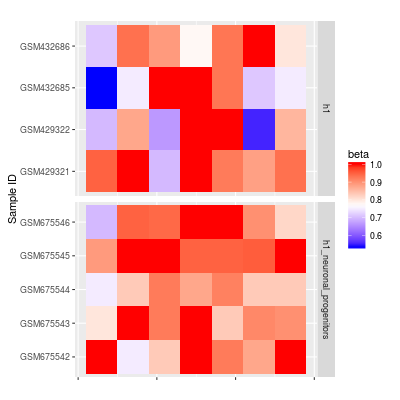 GSM432686
GSM432685
GSM429322
GSM429321
h1
GSM675546
GSM675545
GSM675544
GSM675543
GSM675542
h1_neuronal_progenitors
Sample ID
beta
1.0
0.9
0.8
0.7
0.6